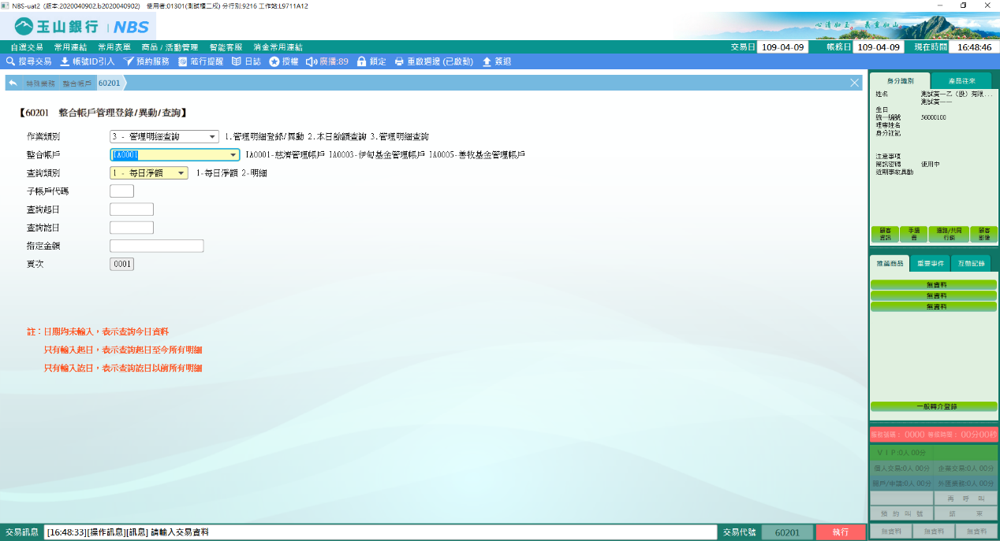 NBS-uat2 (版本:2020040902.b2020040902) 使用者:01301(測試櫃二成) 分行別:9216 工作站:L9711A12
玉山銀行 NBS
心清如玉。義重如山。
自選交易 常用連結 常用表單 商品 / 活動管理 智能客服 消金常用連結 交易日 109-04-09 帳務日 109-04-09 現在時間 16:48:46
搜尋交易 帳號ID引入 預約服務 蒞行提醒 日誌 授權 廣播:89 鎖定 重啟週邊 (已啟動) 簽退
特殊業務 整合帳戶 60201
【60201 整合帳戶管理登錄/異動/查詢】
作業類別 3 - 管理明細查詢 1.管理明細登錄/異動 2.本日餘額查詢 3.管理明細查詢
整合帳戶 IA0001 IA0001-慈濟管理帳戶 IA0003-伊甸基金管理帳戶 IA0005-善牧基金管理帳戶
查詢類別 1 - 每日淨額 1-每日淨額 2-明細
子帳戶代碼
查詢起日
查詢訖日
指定金額
頁次 0001
註：日期均未輸入，表示查詢今日資料
只有輸入起日，表示查詢起日至今所有明細
只有輸入訖日，表示查詢訖日以前所有明細
身分識別 產品往來
姓名 測試商一乙（股）有限...
測試商一一
生日
統一編號 56000100
理專姓名
身分註記
注意事項
簡訊密碼 使用中
近期事故異動
顧客資訊 手續費 通路/共同行銷 顧客影像
推薦商品 重要事件 互動記錄
無資料
無資料
無資料
一般轉介登錄
服務號碼： 0000 等候時間： 00分00秒
ＶＩＰ:0人 00分
個人交易:0人 00分 企業交易:0人 00分
開戶/申請:0人 00分 外匯業務:0人 00分
再 呼 叫
預 約 叫 號 結 束
無資料 無資料 無資料
交易訊息 [16:48:33][操作訊息][訊息] 請輸入交易資料 交易代號 60201 執行